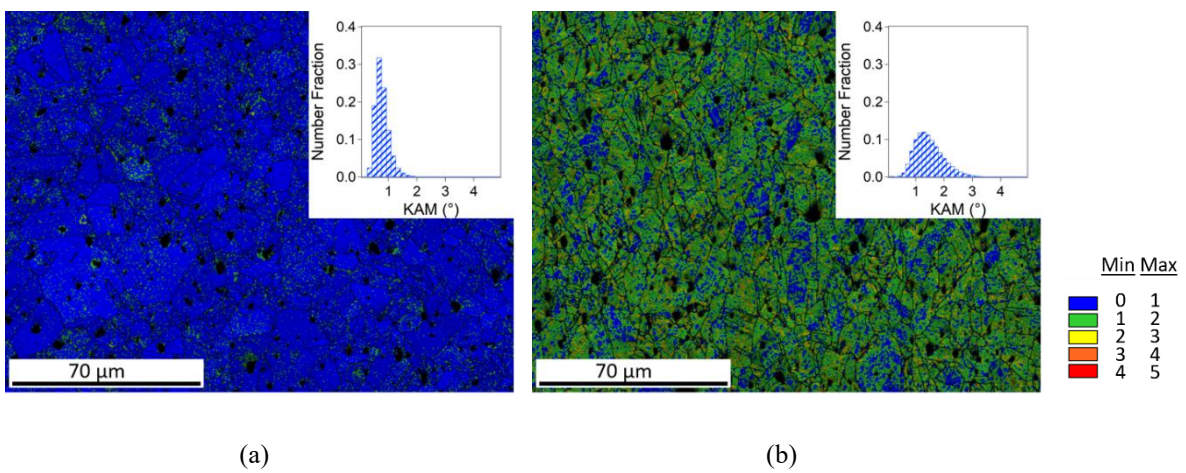 0.4
0.3
0.2
0.1
0.0
Number Fraction
1 2 3 4
KAM (°)
70 µm
(a)
0.4
0.3
0.2
0.1
0.0
Number Fraction
1 2 3 4
KAM (°)
70 µm
(b)
Min Max
0 1
1 2
2 3
3 4
4 5